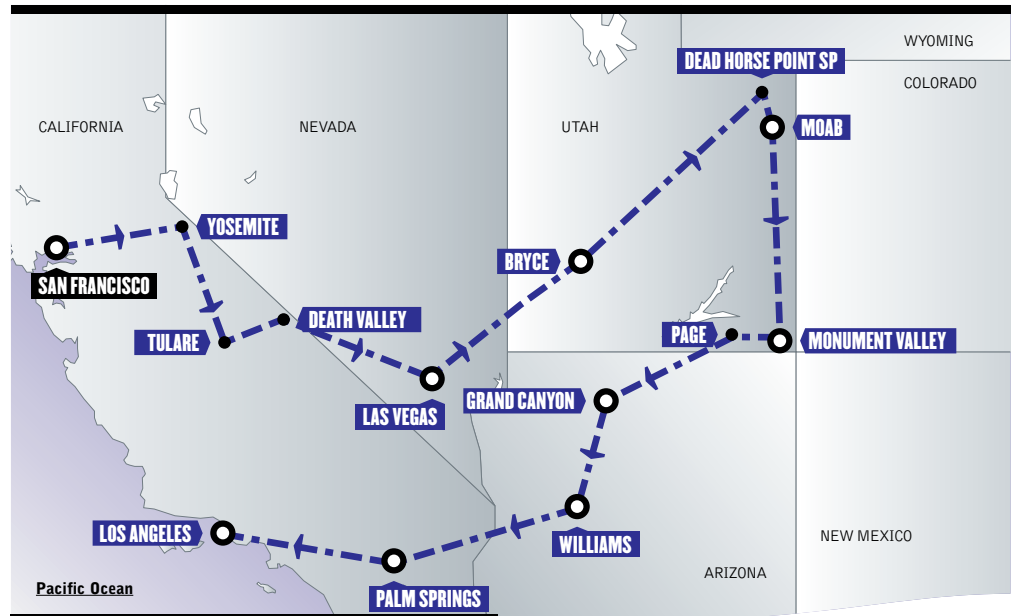 WYOMING
DEAD HORSE POINT SP
COLORADO
CALIFORNIA
NEVADA
UTAH
MOAB
YOSEMITE
BRYCE
SAN FRANCISCO
DEATH VALLEY
TULARE
PAGE
MONUMENT VALLEY
GRAND CANYON
LAS VEGAS
LOS ANGELES
WILLIAMS
NEW MEXICO
ARIZONA
Pacific Ocean
PALM SPRINGS